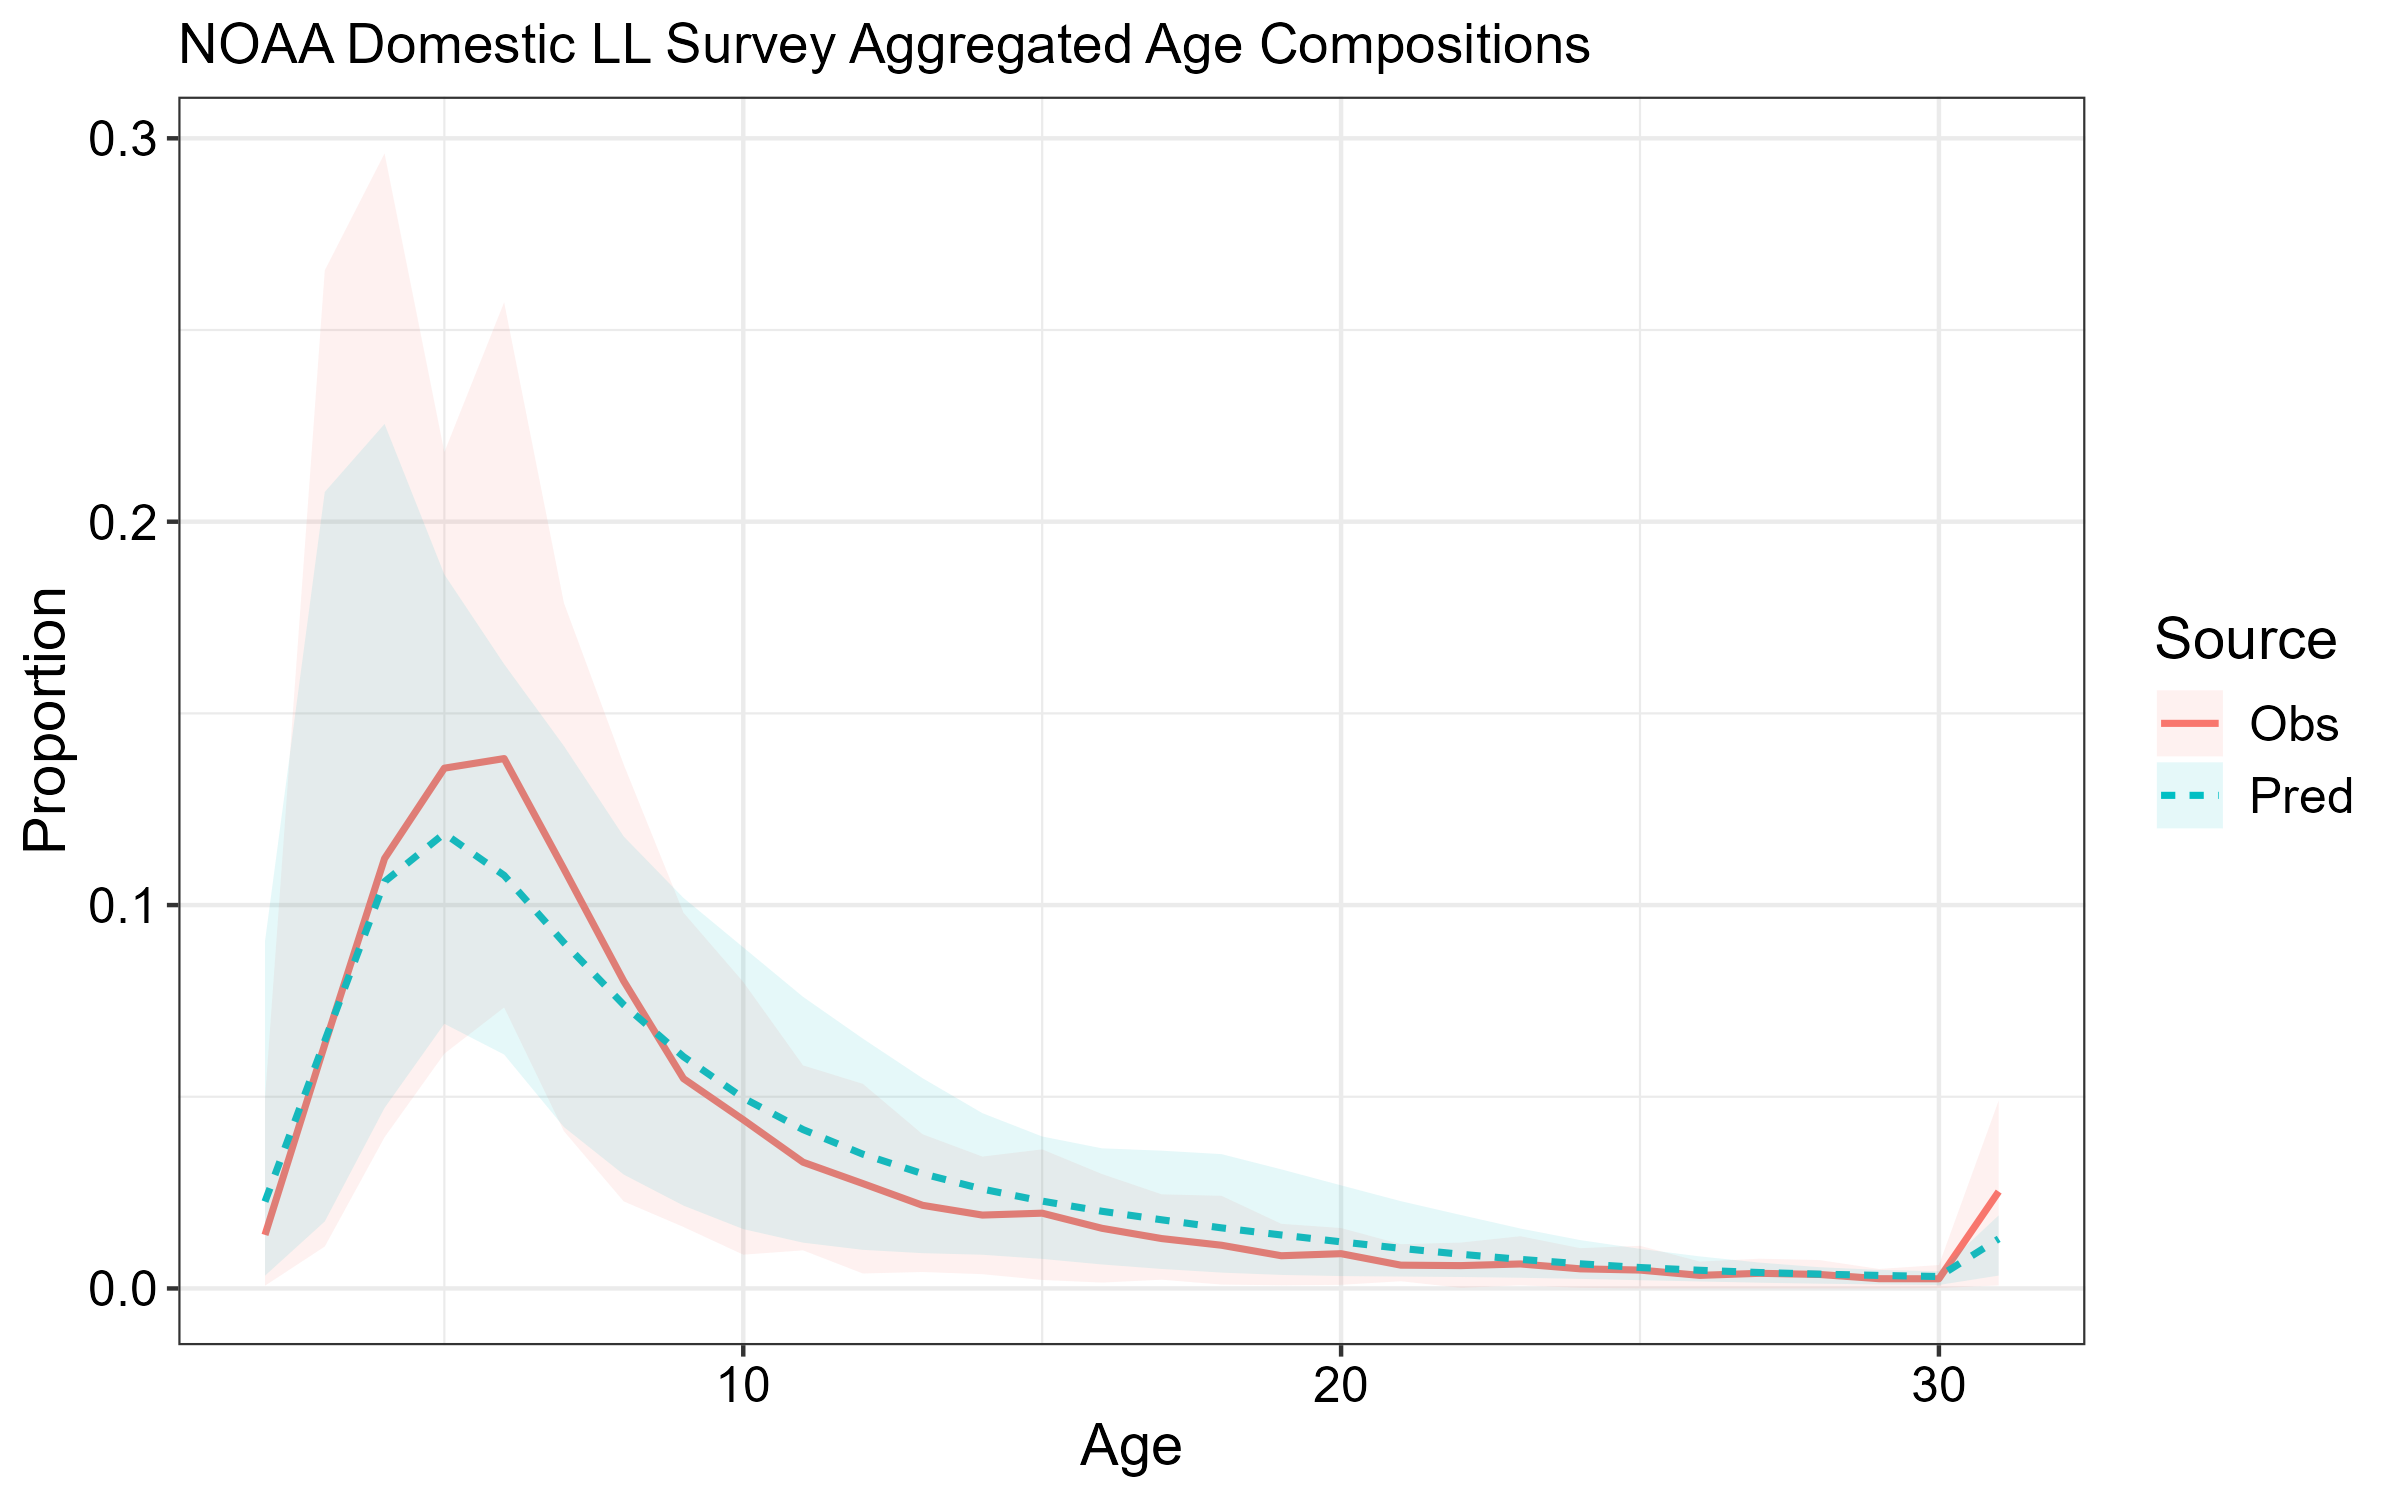 NOAA Domestic LL Survey Aggregated Age Compositions
0.3
0.2
0.1
0.0
Proportion
10
20
30
Age
Source
Obs
Pred